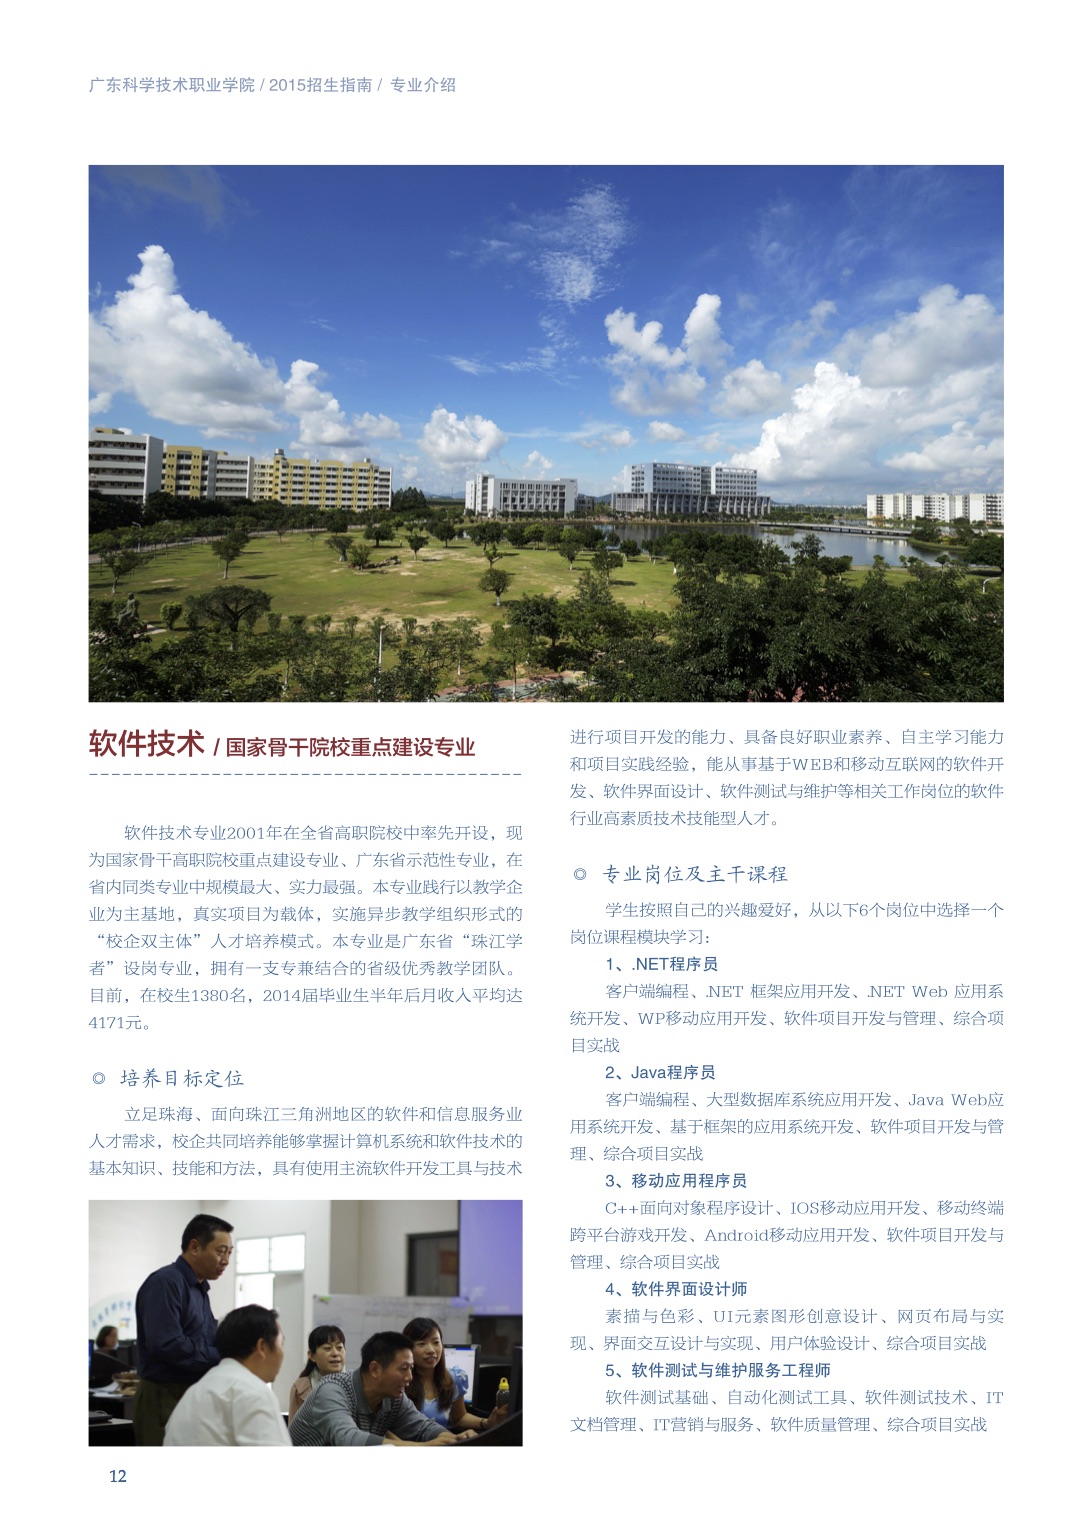 广东科学技术职业学院 / 2015招生指南 / 专业介绍
软件技术 / 国家骨干院校重点建设专业
软件技术专业2001年在全省高职院校中率先开设，现
为国家骨干高职院校重点建设专业、广东省示范性专业，在
省内同类专业中规模最大、实力最强。本专业践行以教学企
业为主基地，真实项目为载体，实施异步教学组织形式的
“校企双主体”人才培养模式。本专业是广东省“珠江学
者”设岗专业，拥有一支专兼结合的省级优秀教学团队。
目前，在校生1380名，2014届毕业生半年后月收入平均达
4171元。
◎ 培养目标定位
立足珠海、面向珠江三角洲地区的软件和信息服务业
人才需求，校企共同培养能够掌握计算机系统和软件技术的
基本知识、技能和方法，具有使用主流软件开发工具与技术
进行项目开发的能力、具备良好职业素养、自主学习能力
和项目实践经验，能从事基于WEB和移动互联网的软件开
发、软件界面设计、软件测试与维护等相关工作岗位的软件
行业高素质技术技能型人才。
◎ 专业岗位及主干课程
学生按照自己的兴趣爱好，从以下6个岗位中选择一个
岗位课程模块学习：
1、.NET程序员
客户端编程、.NET 框架应用开发、.NET Web 应用系
统开发、WP移动应用开发、软件项目开发与管理、综合项
目实战
2、Java程序员
客户端编程、大型数据库系统应用开发、Java Web应
用系统开发、基于框架的应用系统开发、软件项目开发与管
理、综合项目实战
3、移动应用程序员
C++面向对象程序设计、IOS移动应用开发、移动终端
跨平台游戏开发、Android移动应用开发、软件项目开发与
管理、综合项目实战
4、软件界面设计师
素描与色彩、UI元素图形创意设计、网页布局与实
现、界面交互设计与实现、用户体验设计、综合项目实战
5、软件测试与维护服务工程师
软件测试基础、自动化测试工具、软件测试技术、IT
文档管理、IT营销与服务、软件质量管理、综合项目实战
12